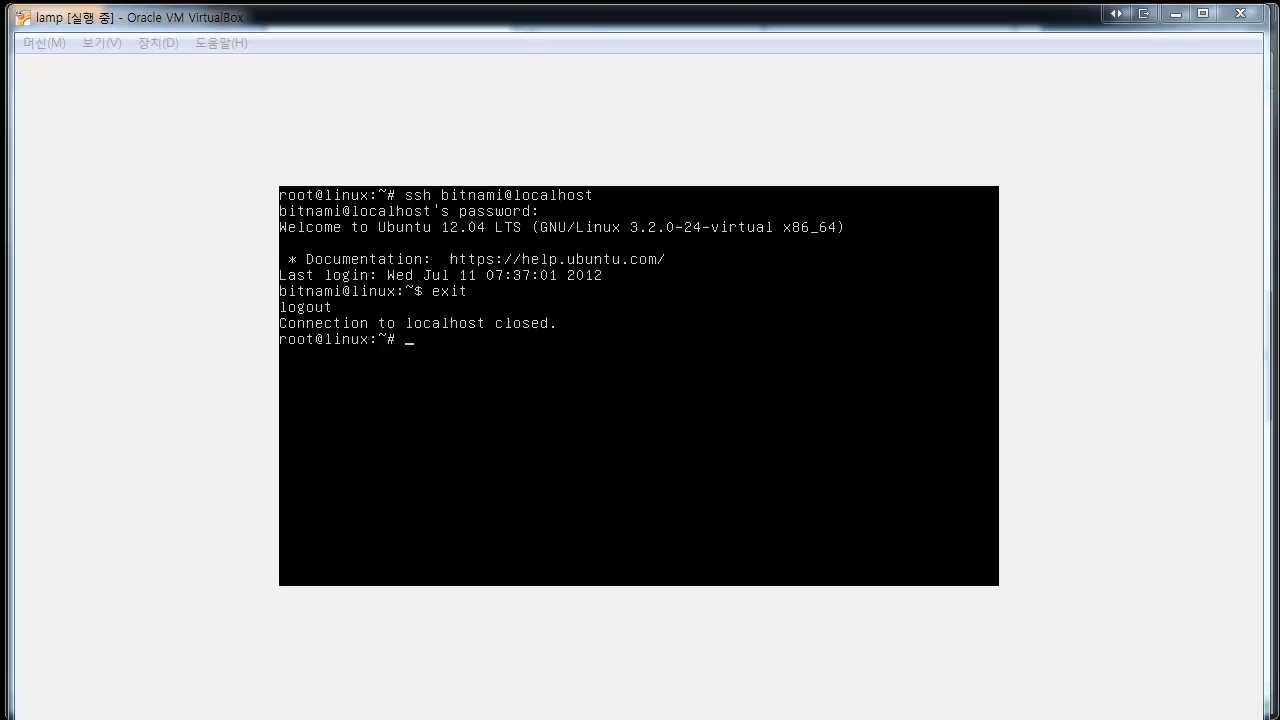 lamp [실행 중] - Oracle VM VirtualBox
머신(M) 보기(V) 장치(D) 도움말(H)
root@linux:~# ssh bitnami@localhost
bitnami@localhost's password:
Welcome to Ubuntu 12.04 LTS (GNU/Linux 3.2.0-24-virtual x86_64)
* Documentation:  https://help.ubuntu.com/
Last login: Wed Jul 11 07:37:01 2012
bitnami@linux:~$ exit
logout
Connection to localhost closed.
root@linux:~# _